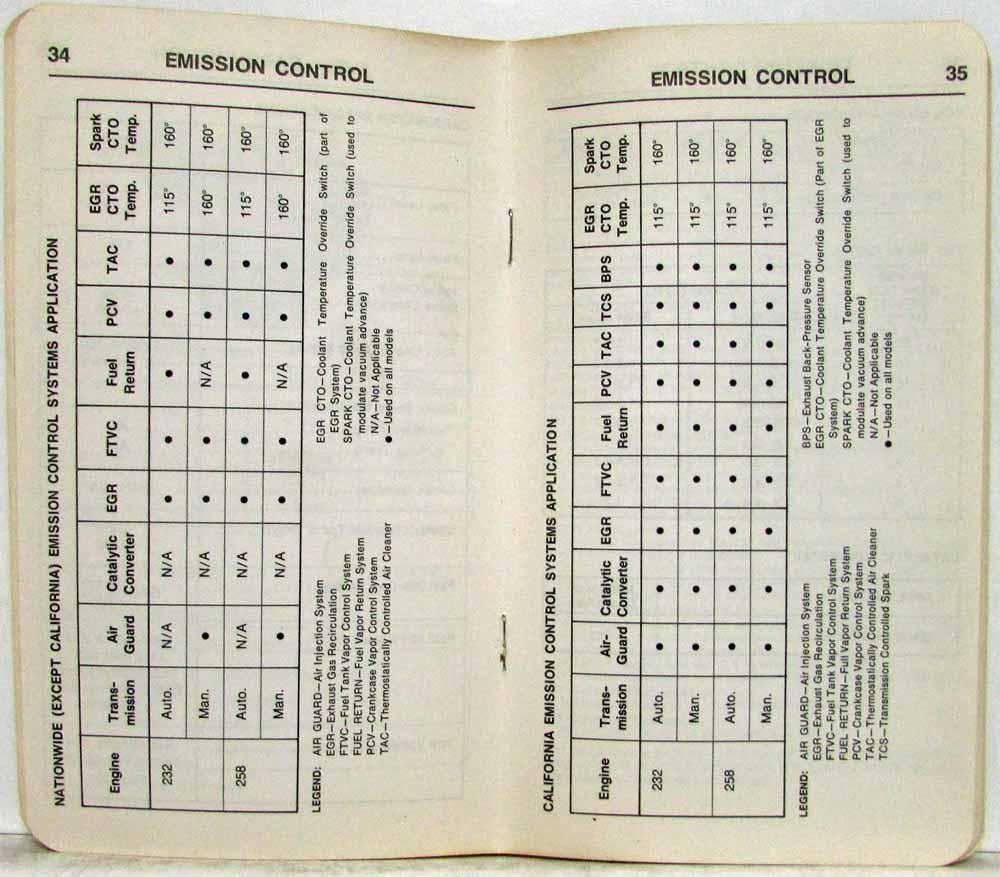 34
EMISSION CONTROL
NATIONWIDE (EXCEPT CALIFORNIA) EMISSION CONTROL SYSTEMS APPLICATION
Engine Trans- Air Catalytic EGR FTVC Fuel PCV TAC EGR Spark
mission Guard Converter Return CTO CTO
Temp. Temp.
232 Auto. N/A N/A ● ● ● ● ● 115° 160°
Man. ● N/A ● ● N/A ● ● 160° 160°
258 Auto. N/A N/A ● ● ● ● ● 115° 160°
Man. ● N/A ● ● N/A ● ● 160° 160°
LEGEND: AIR GUARD—Air Injection System
EGR—Exhaust Gas Recirculation
FTVC—Fuel Tank Vapor Control System
FUEL RETURN—Fuel Vapor Return System
PCV—Crankcase Vapor Control System
TAC—Thermostatically Controlled Air Cleaner
EGR CTO—Coolant Temperature Override Switch (part of
EGR System)
SPARK CTO—Coolant Temperature Override Switch (used to
modulate vacuum advance)
N/A—Not Applicable
●—Used on all models
EMISSION CONTROL
35
CALIFORNIA EMISSION CONTROL SYSTEMS APPLICATION
Engine Trans- Air- Catalytic EGR FTVC Fuel PCV TAC TCS BPS EGR Spark
mission Guard Converter Return CTO CTO
Temp. Temp.
232 Auto. ● ● ● ● ● ● ● ● ● 115° 160°
Man. ● ● ● ● ● ● ● ● ● 115° 160°
258 Auto. ● ● ● ● ● ● ● ● ● 115° 160°
Man. ● ● ● ● ● ● ● ● ● 115° 160°
LEGEND: AIR GUARD—Air Injection System
EGR—Exhaust Gas Recirculation
FTVC—Fuel Tank Vapor Control System
FUEL RETURN—Full Vapor Return System
PCV—Crankcase Vapor Control System
TAC—Thermostatically Controlled Air Cleaner
TCS—Transmission Controlled Spark
BPS—Exhaust Back-Pressure Sensor
EGR CTO—Coolant Temperature Override Switch (Part of EGR
System)
SPARK CTO—Coolant Temperature Override Switch (used to
modulate vacuum advance)
N/A—Not Applicable
●—Used on all models